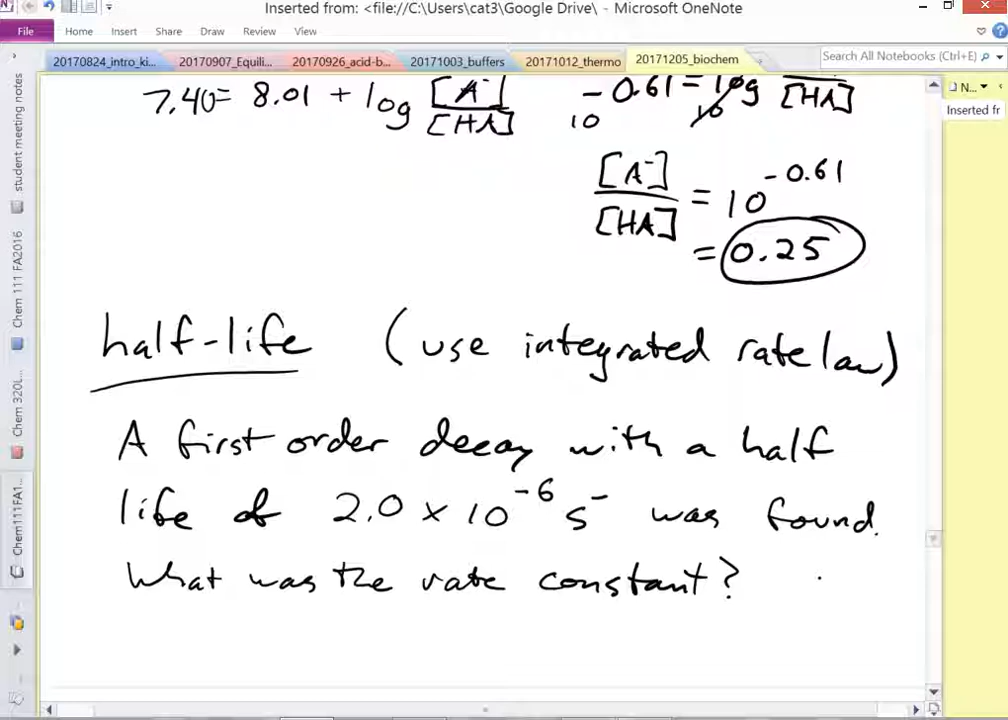 Inserted from: <file://C:\Users\cat3\Google Drive\ - Microsoft OneNote
File Home Insert Share Draw Review View
20170824_intro_ki... 20170907_Equili... 20170926_acid-b... 20171003_buffers 20171012_thermo 20171205_biochem Search All Notebooks (Ctrl+E)
N...
Inserted fr
student meeting notes
Chem 111 FA2016
Chem 320L
Chem111FA1
7.40 = 8.01 + log [A-]/[HA]
-0.61 = log [HA]
10 10
[A-]/[HA] = 10^-0.61
= 0.25
half-life (use integrated rate law)
A first order decay with a half
life of 2.0 × 10^-6 s was found.
What was the rate constant?